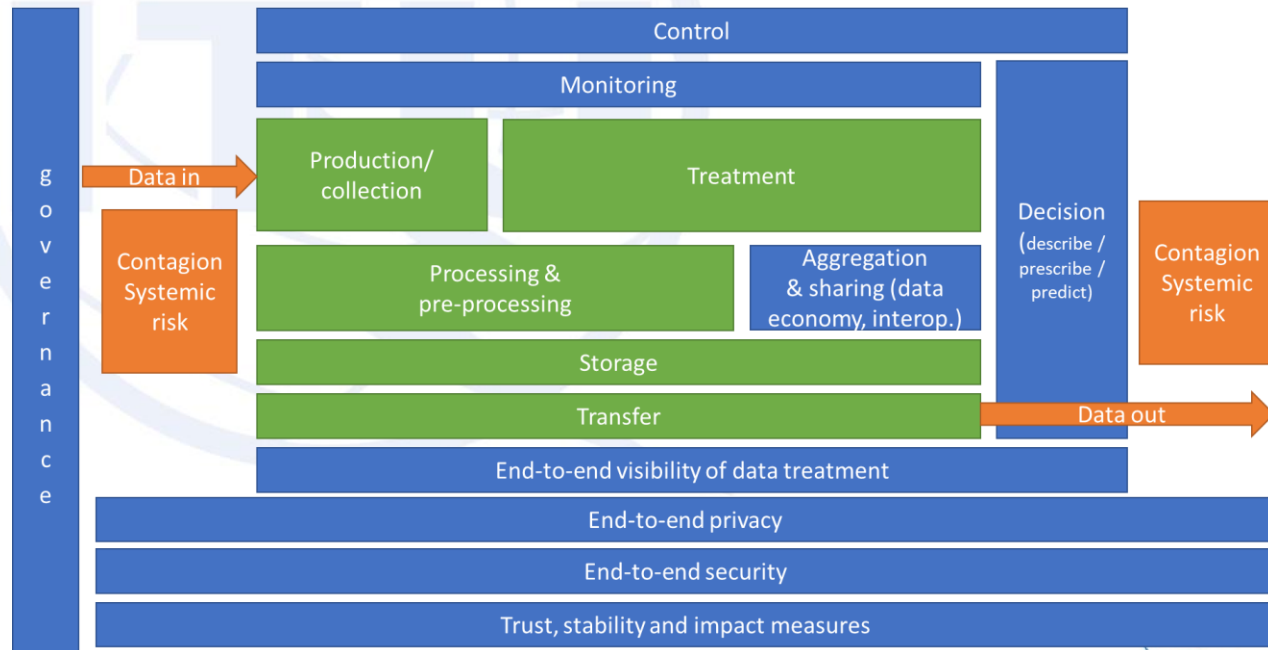 Control
Monitoring
governance
Data in
Production/
collection
Treatment
Decision
(describe /
prescribe /
predict)
Contagion
Systemic
risk
Processing &
pre-processing
Aggregation
& sharing (data
economy, interop.)
Contagion
Systemic
risk
Storage
Transfer
Data out
End-to-end visibility of data treatment
End-to-end privacy
End-to-end security
Trust, stability and impact measures